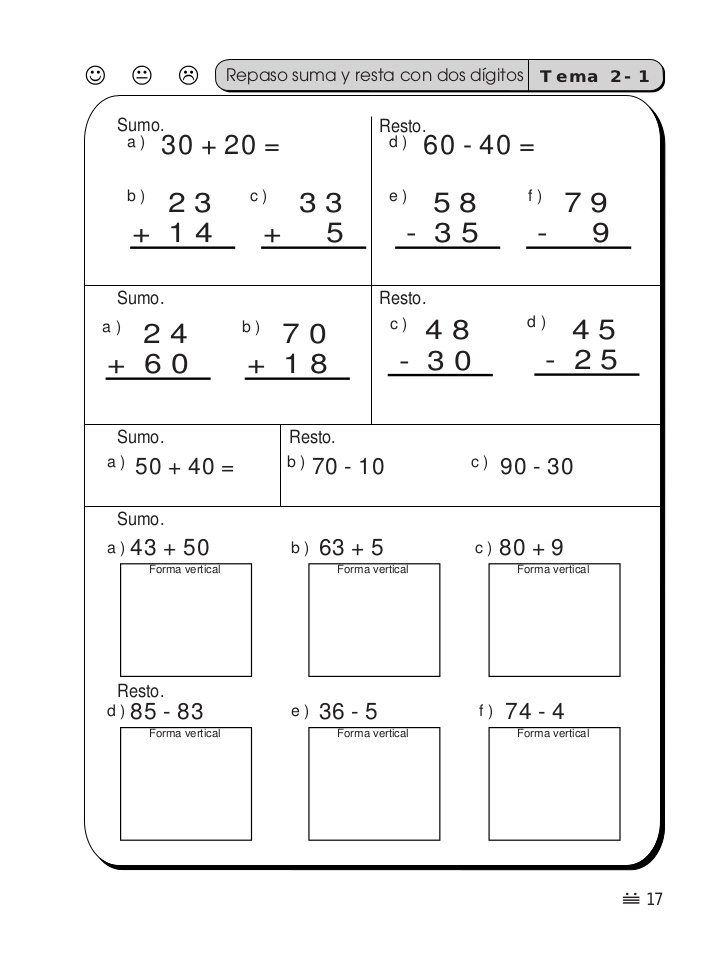 Repaso suma y resta con dos dígitos Tema 2-1
Sumo.
a) 30 + 20 =
b) 23
+ 14
c) 33
+ 5
Resto.
d) 60 - 40 =
e) 58
- 35
f) 79
- 9
Sumo.
a) 24
+ 60
b) 70
+ 18
Resto.
c) 48
- 30
d) 45
- 25
Sumo.
a) 50 + 40 =
Resto.
b) 70 - 10
c) 90 - 30
Sumo.
a) 43 + 50
Forma vertical
b) 63 + 5
Forma vertical
c) 80 + 9
Forma vertical
Resto.
d) 85 - 83
Forma vertical
e) 36 - 5
Forma vertical
f) 74 - 4
Forma vertical
17